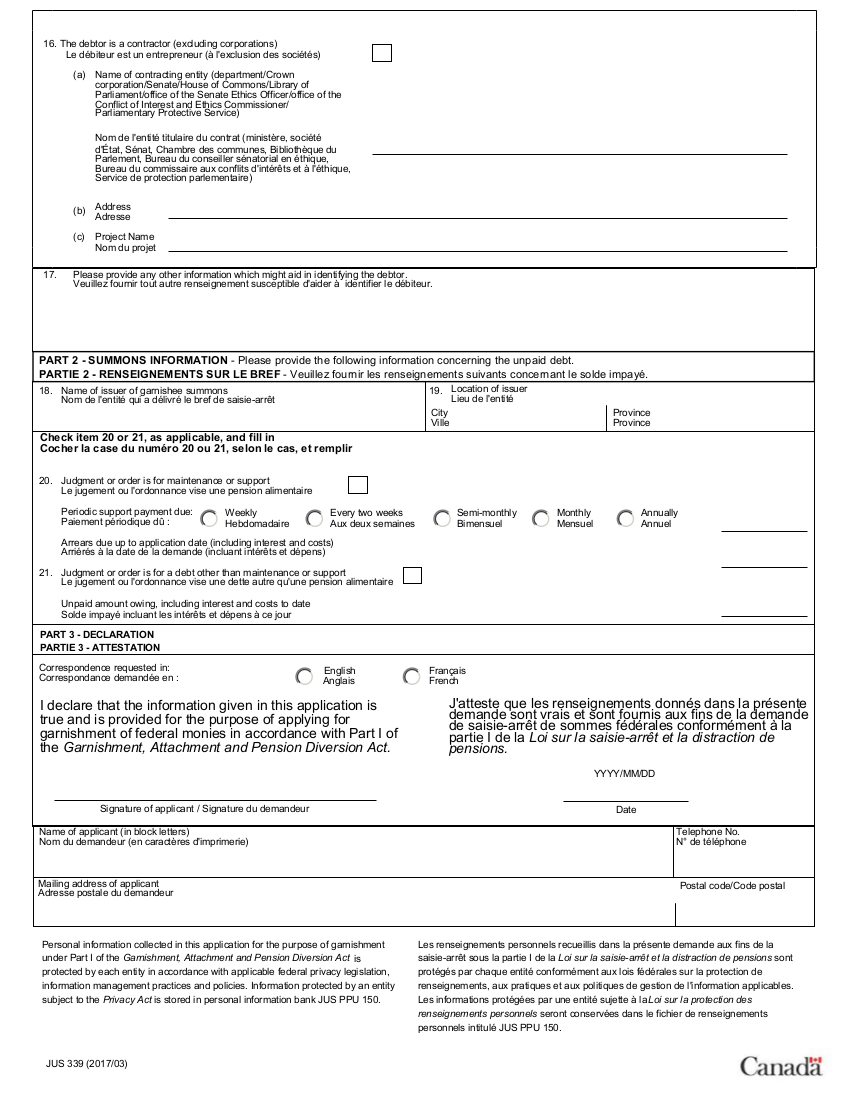 16. The debtor is a contractor (excluding corporations)
Le débiteur est un entrepreneur (à l'exclusion des sociétés)
(a) Name of contracting entity (department/Crown
corporation/Senate/House of Commons/Library of
Parliament/office of the Senate Ethics Officer/office of the
Conflict of Interest and Ethics Commissioner/
Parliamentary Protective Service)
Nom de l'entité titulaire du contrat (ministère, société
d'État, Sénat, Chambre des communes, Bibliothèque du
Parlement, Bureau du conseiller sénatorial en éthique,
Bureau du commissaire aux conflits d'intérêts et à l'éthique,
Service de protection parlementaire)
(b) Address
Adresse
(c) Project Name
Nom du projet
17. Please provide any other information which might aid in identifying the debtor.
Veuillez fournir tout autre renseignement susceptible d'aider à identifier le débiteur.
PART 2 - SUMMONS INFORMATION - Please provide the following information concerning the unpaid debt.
PARTIE 2 - RENSEIGNEMENTS SUR LE BREF - Veuillez fournir les renseignements suivants concernant le solde impayé.
18. Name of issuer of garnishee summons
Nom de l'entité qui a délivré le bref de saisie-arrêt
19. Location of issuer
Lieu de l'entité
City
Ville
Province
Province
Check item 20 or 21, as applicable, and fill in
Cocher la case du numéro 20 ou 21, selon le cas, et remplir
20. Judgment or order is for maintenance or support
Le jugement ou l'ordonnance vise une pension alimentaire
Periodic support payment due:
Paiement périodique dû :
Weekly
Hebdomadaire
Every two weeks
Aux deux semaines
Semi-monthly
Bimensuel
Monthly
Mensuel
Annually
Annuel
Arrears due up to application date (including interest and costs)
Arriérés à la date de la demande (incluant intérêts et dépens)
21. Judgment or order is for a debt other than maintenance or support
Le jugement ou l'ordonnance vise une dette autre qu'une pension alimentaire
Unpaid amount owing, including interest and costs to date
Solde impayé incluant les intérêts et dépens à ce jour
PART 3 - DECLARATION
PARTIE 3 - ATTESTATION
Correspondence requested in:
Correspondance demandée en :
English
Anglais
Français
French
I declare that the information given in this application is
true and is provided for the purpose of applying for
garnishment of federal monies in accordance with Part I of
the Garnishment, Attachment and Pension Diversion Act.
J'atteste que les renseignements donnés dans la présente
demande sont vrais et sont fournis aux fins de la demande
de saisie-arrêt de sommes fédérales conformément à la
partie I de la Loi sur la saisie-arrêt et la distraction de
pensions.
YYYY/MM/DD
Signature of applicant / Signature du demandeur
Date
Name of applicant (in block letters)
Nom du demandeur (en caractères d'imprimerie)
Telephone No.
N° de téléphone
Mailing address of applicant
Adresse postale du demandeur
Postal code/Code postal
Personal information collected in this application for the purpose of garnishment
under Part I of the Garnishment, Attachment and Pension Diversion Act is
protected by each entity in accordance with applicable federal privacy legislation,
information management practices and policies. Information protected by an entity
subject to the Privacy Act is stored in personal information bank JUS PPU 150.
Les renseignements personnels recueillis dans la présente demande aux fins de la
saisie-arrêt sous la partie I de la Loi sur la saisie-arrêt et la distraction de pensions sont
protégés par chaque entité conformément aux lois fédérales sur la protection de
renseignements, aux pratiques et aux politiques de gestion de l'information applicables.
Les informations protégées par une entité sujette à la Loi sur la protection des
renseignements personnels seront conservées dans le fichier de renseignements
personnels intitulé JUS PPU 150.
JUS 339 (2017/03)
Canada